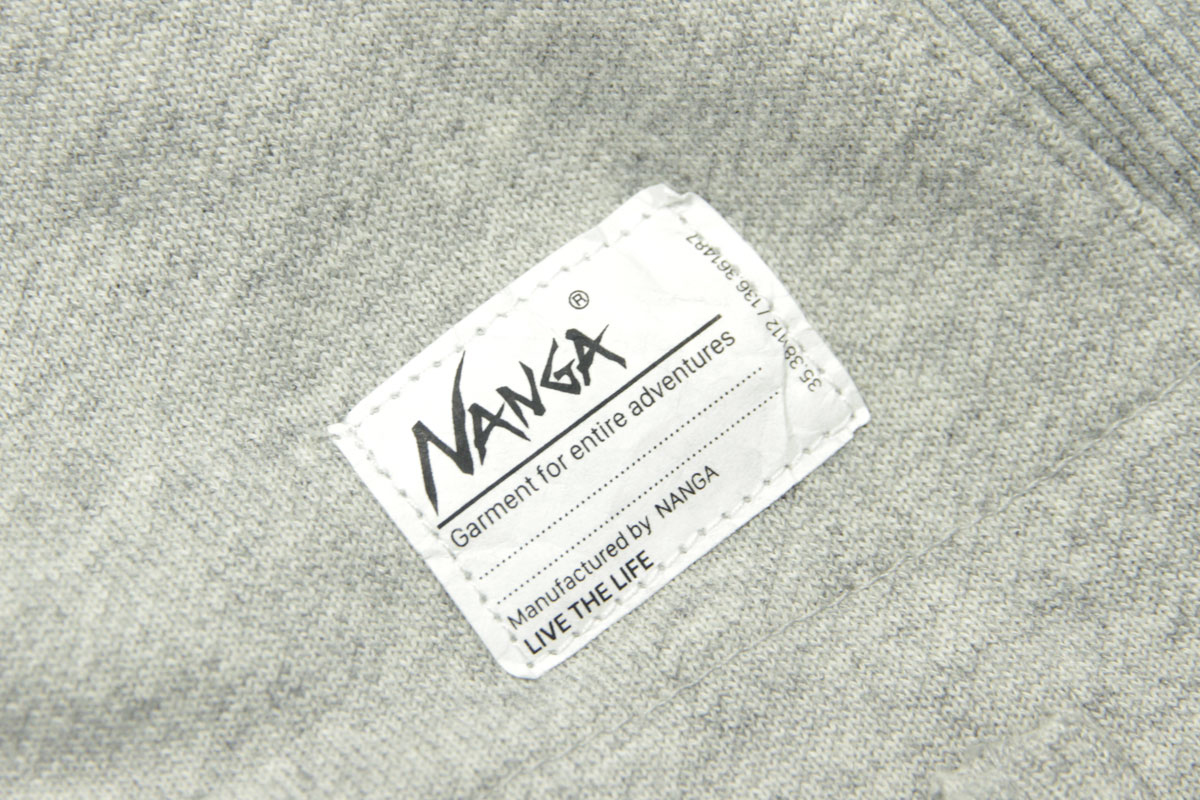 NANGA®
Garment for entire adventures
Manufactured by NANGA
LIVE THE LIFE